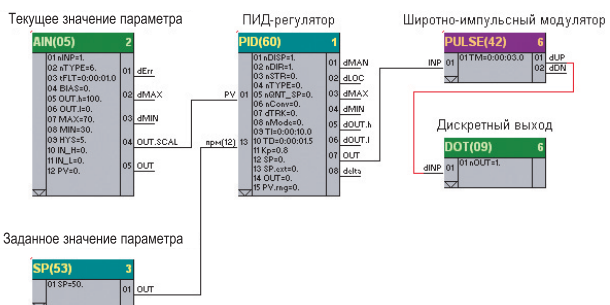 Текущее значение параметра
AIN(05) 2
01 nINP=1.
02 nTYPE=6.
03 tFLT=0:00:01.0
04 BIAS=0.
05 OUT.h=100.
06 OUT.l=0.
07 MAX=70.
08 MIN=30.
09 HYS=0.5
10 IN_H=0.
11 IN_L=0.
12 PV=0.
01 dErr
02 dMAX
03 dMIN
04 OUT.SCAL
05 OUT
ПИД-регулятор
PID(60) 1
PV 01
прм(12) 13
01 nDISP=1.
02 nDIR=1.
03 nSTR=0.
04 nTYPE=0.
05 nQNT_SP=0.
06 nConv=0.
07 dTRK=0.
08 nMode=0.
09 TI=0:00:10.0
10 TD=0:00:01.5
11 Kp=0.8
12 SP=0.
13 SP.ext=0.
14 OUT=0.
15 PV.rng=0.
01 dMAN
02 dLOC
03 dMAX
04 dMIN
05 dOUT.h
06 dOUT.l
07 OUT
08 delta
Широтно-импульсный модулятор
PULSE(42) 6
INP 01
01 TM=0:00:03.0
01 dUP
02 dDN
Дискретный выход
DOT(09) 6
dINP 01
01 nOUT=1.
Заданное значение параметра
SP(53) 3
01 SP=50.
01 OUT